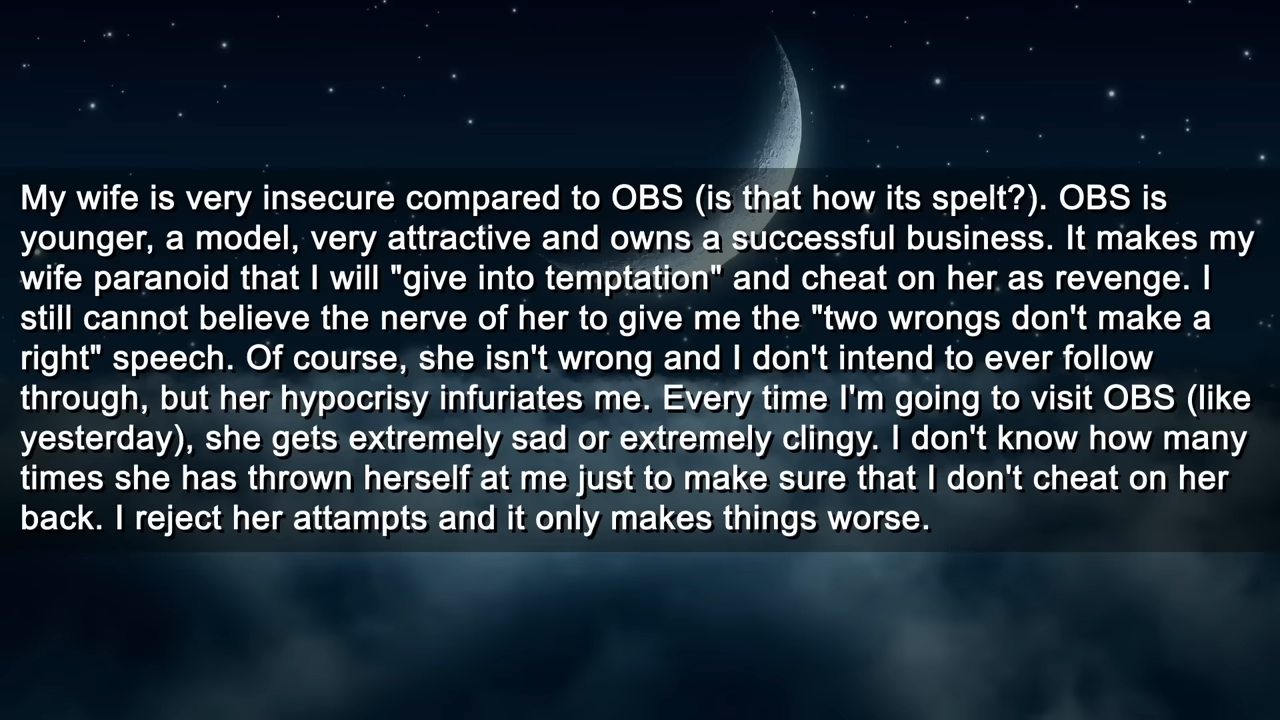 My wife is very insecure compared to OBS (is that how its spelt?). OBS is
younger, a model, very attractive and owns a successful business. It makes my
wife paranoid that I will "give into temptation" and cheat on her as revenge. I
still cannot believe the nerve of her to give me the "two wrongs don't make a
right" speech. Of course, she isn't wrong and I don't intend to ever follow
through, but her hypocrisy infuriates me. Every time I'm going to visit OBS (like
yesterday), she gets extremely sad or extremely clingy. I don't know how many
times she has thrown herself at me just to make sure that I don't cheat on her
back. I reject her attampts and it only makes things worse.